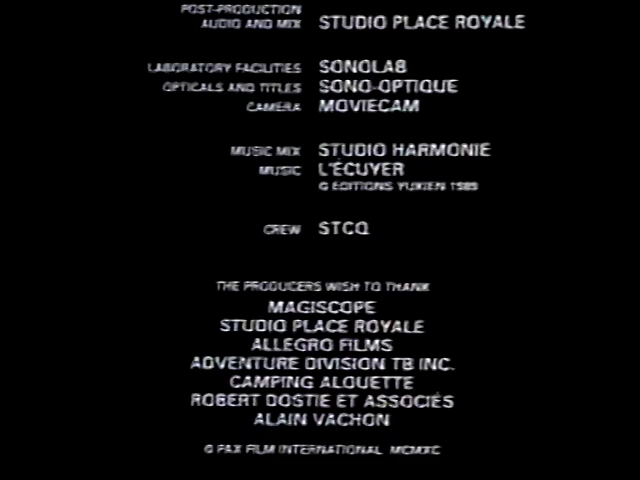 POST-PRODUCTION
AUDIO AND MIX STUDIO PLACE ROYALE
LABORATORY FACILITIES SONOLAB
OPTICALS AND TITLES SONO-OPTIQUE
CAMERA MOVIECAM
MUSIC MIX STUDIO HARMONIE
MUSIC L'ÉCUYER
© EDITIONS YUKIEN 1989
CREW STCQ
THE PRODUCERS WISH TO THANK
MAGISCOPE
STUDIO PLACE ROYALE
ALLEGRO FILMS
ADVENTURE DIVISION TB INC.
CAMPING ALOUETTE
ROBERT DOSTIE ET ASSOCIÉS
ALAIN VACHON
© PAX FILM INTERNATIONAL MCMXC